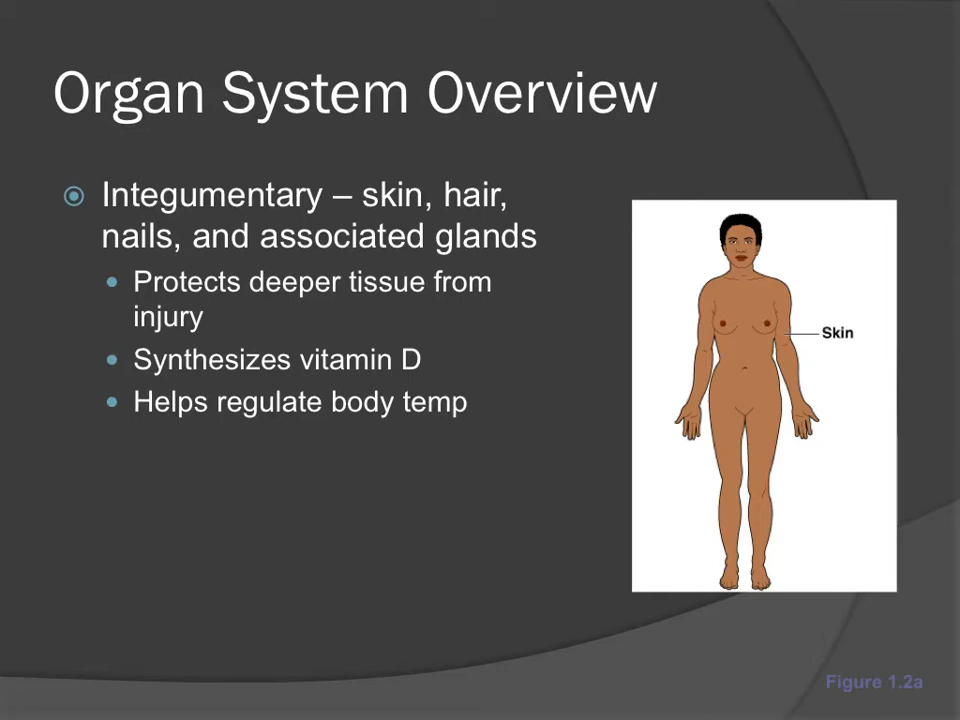 Organ System Overview
Integumentary – skin, hair,
nails, and associated glands
Protects deeper tissue from
injury
Synthesizes vitamin D
Helps regulate body temp
Skin
Figure 1.2a